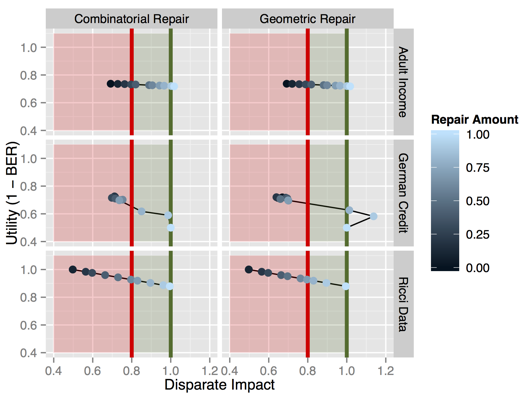 Combinatorial Repair Geometric Repair
1.0
0.8
0.6
0.4
Adult Income
1.0
0.8
0.6
0.4
German Credit
1.0
0.8
0.6
0.4
Ricci Data
0.4 0.6 0.8 1.0 1.2 0.4 0.6 0.8 1.0 1.2
Disparate Impact
Utility (1 − BER)
Repair Amount
1.00
0.75
0.50
0.25
0.00